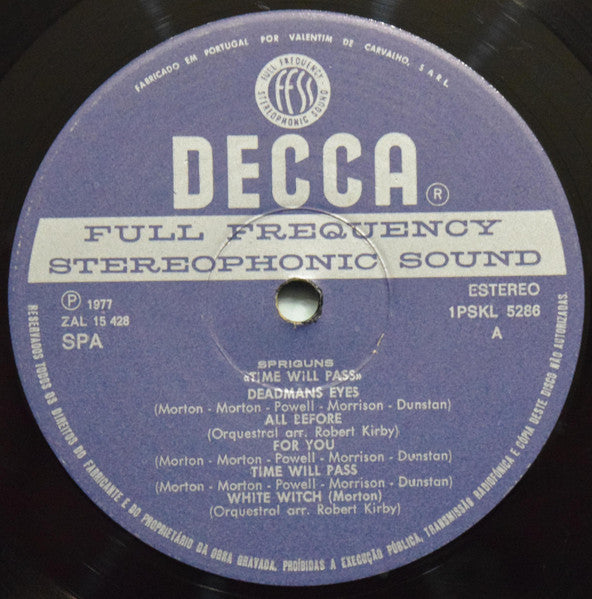 FABRICADO EM PORTUGAL POR VALENTIM DE CARVALHO, S A R L
FULL FREQUENCY
FFSS
STEREOPHONIC SOUND
DECCA®
FULL FREQUENCY
STEREOPHONIC SOUND
Ⓟ 1977
ZAL 15 428
SPA
ESTEREO
1PSKL 5286
A
SPRIGUNS
«TIME WILL PASS»
DEADMANS EYES
(Morton - Morton - Powell - Morrison - Dunstan)
ALL BEFORE
(Orquestral arr. Robert Kirby)
FOR YOU
(Morton - Morton - Powell - Morrison - Dunstan)
TIME WILL PASS
(Morton - Morton - Powell - Morrison - Dunstan)
WHITE WITCH (Morton)
(Orquestral arr. Robert Kirby)
RESERVADOS TODOS OS DIREITOS DO FABRICANTE E DO PROPRIETÁRIO DA OBRA GRAVADA. PROÍBIDAS A EXECUÇÃO PÚBLICA, TRANSMISSÃO RADIOFÓNICA E CÓPIA DESTE DISCO NÃO AUTORIZADAS.